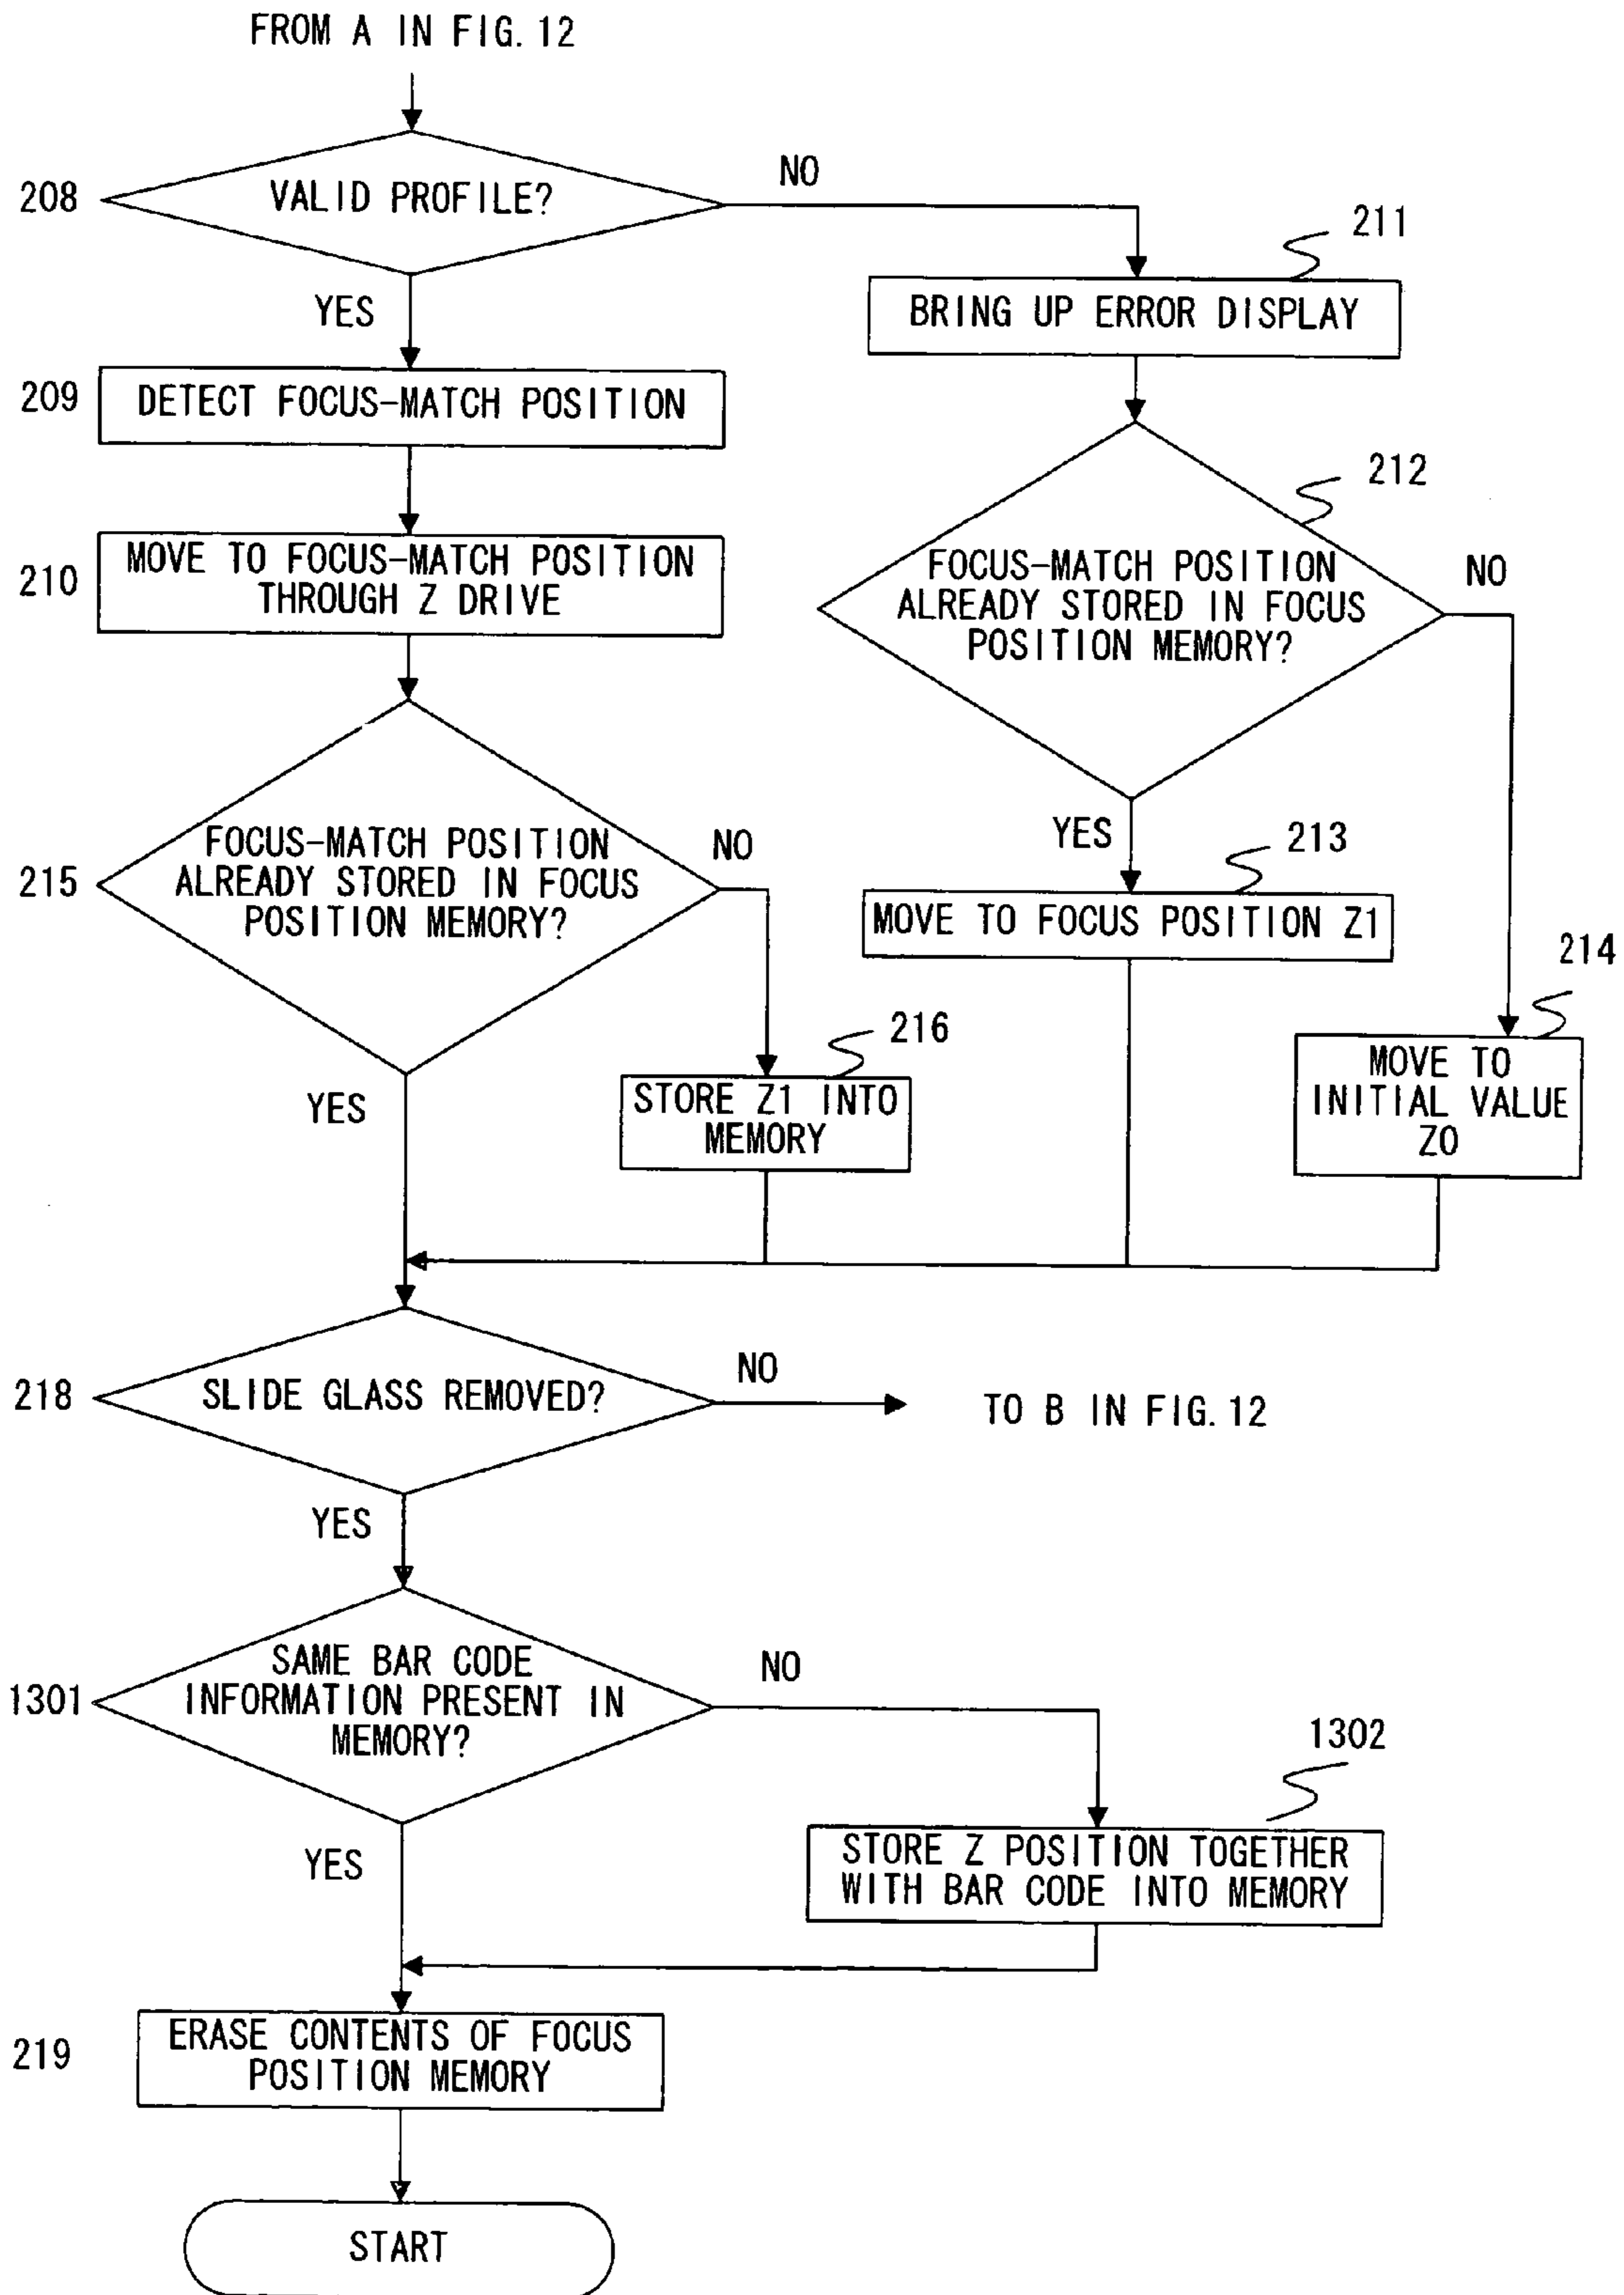 FROM A IN FIG. 12
208
VALID PROFILE?
NO
YES
211
BRING UP ERROR DISPLAY
209
DETECT FOCUS-MATCH POSITION
212
210
MOVE TO FOCUS-MATCH POSITION
THROUGH Z DRIVE
FOCUS-MATCH POSITION
ALREADY STORED IN FOCUS
POSITION MEMORY?
NO
YES
215
FOCUS-MATCH POSITION
ALREADY STORED IN FOCUS
POSITION MEMORY?
NO
YES
213
MOVE TO FOCUS POSITION Z1
214
MOVE TO
INITIAL VALUE
Z0
216
STORE Z1 INTO
MEMORY
218
SLIDE GLASS REMOVED?
NO
TO B IN FIG. 12
YES
1301
SAME BAR CODE
INFORMATION PRESENT IN
MEMORY?
NO
YES
1302
STORE Z POSITION TOGETHER
WITH BAR CODE INTO MEMORY
219
ERASE CONTENTS OF FOCUS
POSITION MEMORY
START